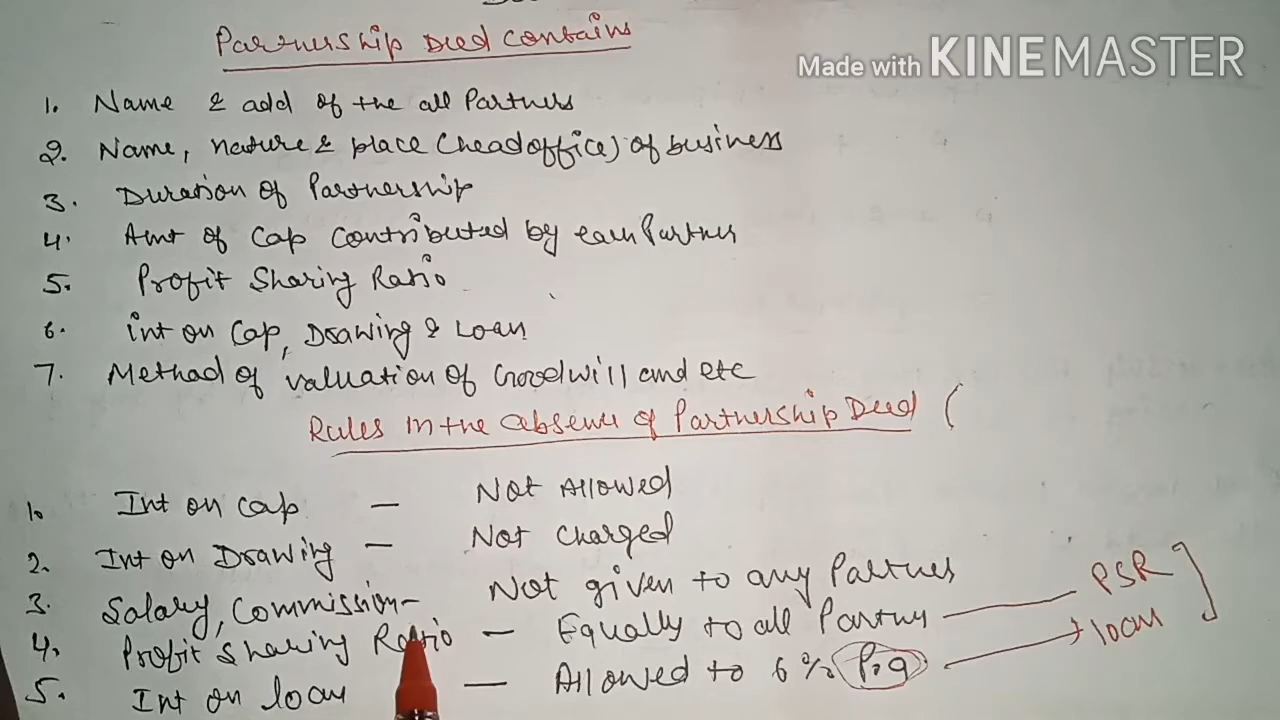 Partnership Deed contains
Made with KINEMASTER
1. Name & add of the all Partners
2. Name, nature & place (headoffice) of business
3. Duration of Partnership
4. Amt of Cap contributed by each Partner
5. Profit Sharing Ratio
6. int on Cap, Drawing & Loan
7. Method of valuation of Goodwill and etc
Rules in the absence of Partnership Deed (
1. Int on Cap – Not Allowed
2. Int on Drawing – Not charged
3. Salary, Commission – Not given to any Partner
4. Profit Sharing Ratio – Equally to all Partner PSR
5. Int on loan – Allowed to 6% P.a loan